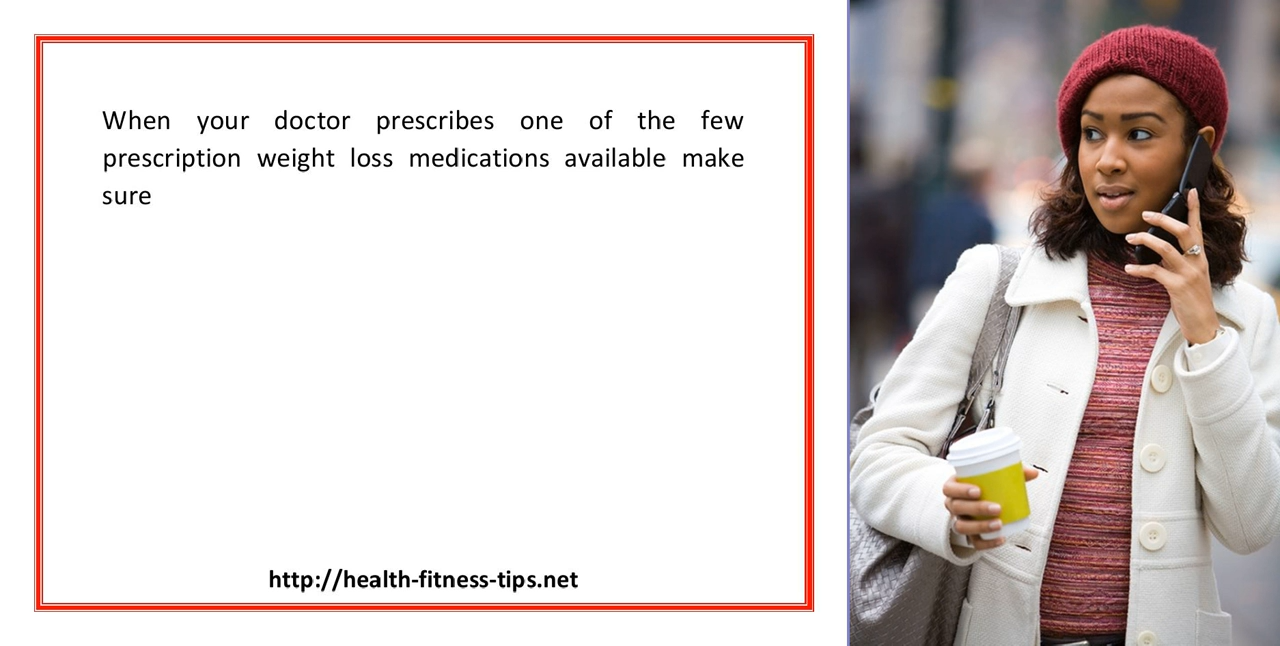 When your doctor prescribes one of the few
prescription weight loss medications available make
sure
http://health-fitness-tips.net